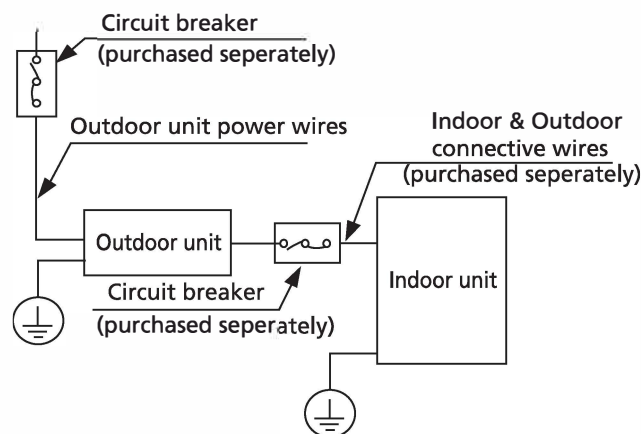 Circuit breaker
(purchased seperately)
Outdoor unit power wires
Indoor & Outdoor
connective wires
(purchased seperately)
Outdoor unit
Circuit breaker
(purchased seperately)
Indoor unit